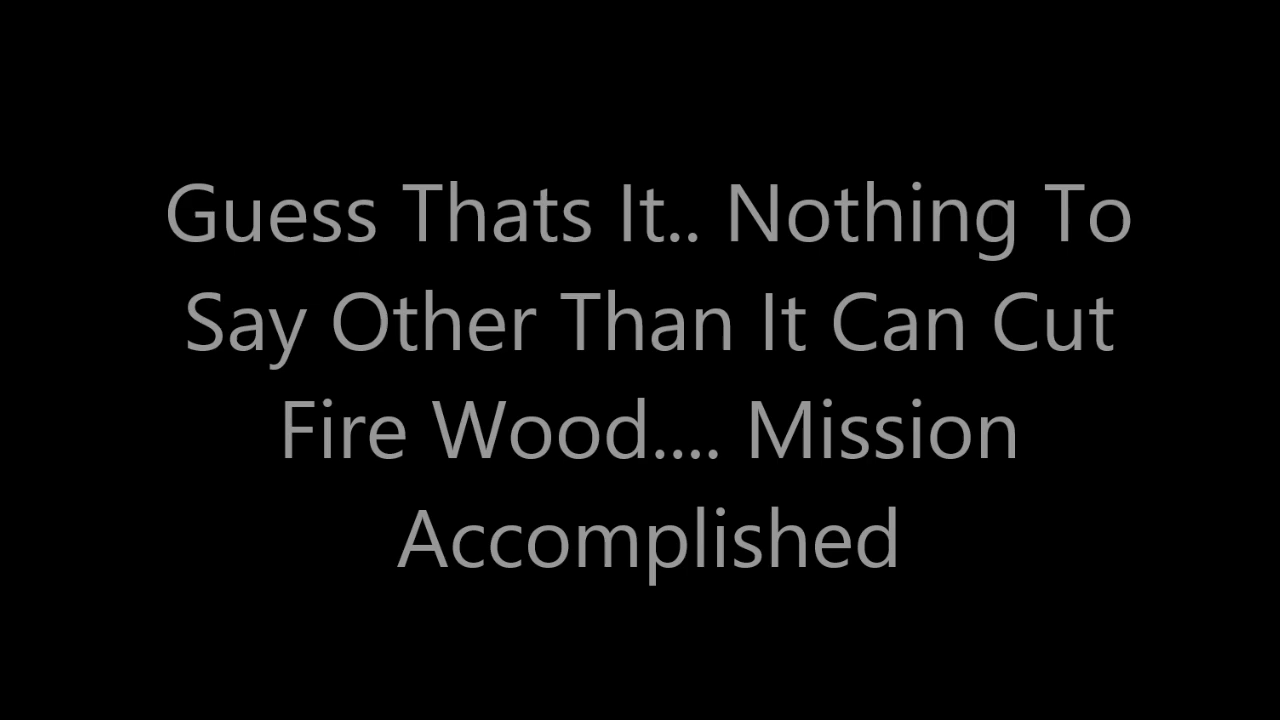 Guess Thats It.. Nothing To
Say Other Than It Can Cut
Fire Wood.... Mission
Accomplished